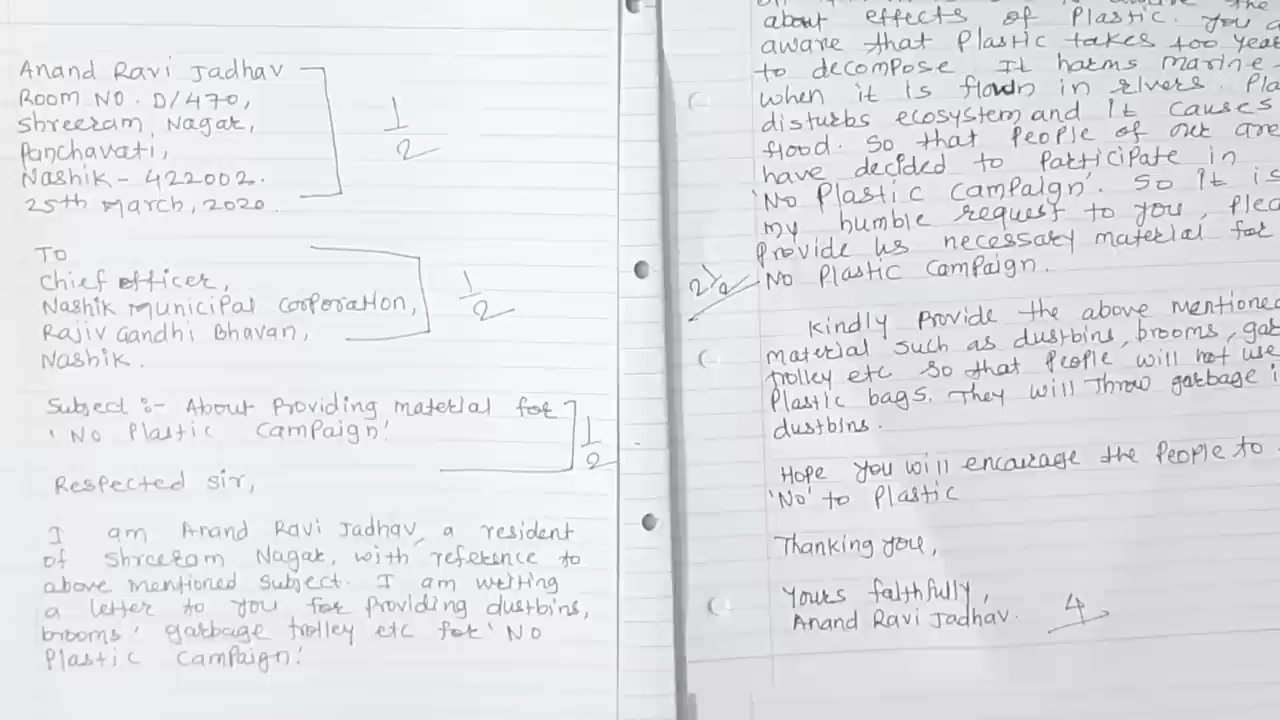 Anand Ravi Jadhav
Room No. D/470,
Shreeram Nagar,
Panchavati,
Nashik - 422002.
25th March, 2020.
1/2
To
Chief officer,
Nashik Municipal Corporation,
Rajiv Gandhi Bhavan,
Nashik.
1/2
Subject :- About Providing material for
'No Plastic Campaign'
1/2
Respected Sir,
I am Anand Ravi Jadhav, a resident
of Shreeram Nagar, with reference to
above mentioned subject. I am writing
a letter to you for providing dustbins,
brooms, garbage trolley etc for 'No
Plastic Campaign'.
about effects of Plastic. You
aware that Plastic takes 400
to decompose It harms marine
when it is flown in rivers.
disturbs ecosystem and It causes
flood. So that People of our
have decided to Participate in
'No Plastic Campaign'. So It is
my humble request to you,
Provide us necessary material for
No Plastic Campaign.
2 1/2
Kindly Provide the above mentioned
material such as dustbins, brooms,
trolley etc so that People will not use
Plastic bags. They will Throw garbage
dustbins.
Hope You will encourage the People to
'No' to Plastic
Thanking you,
Yours faithfully,
Anand Ravi Jadhav.
4